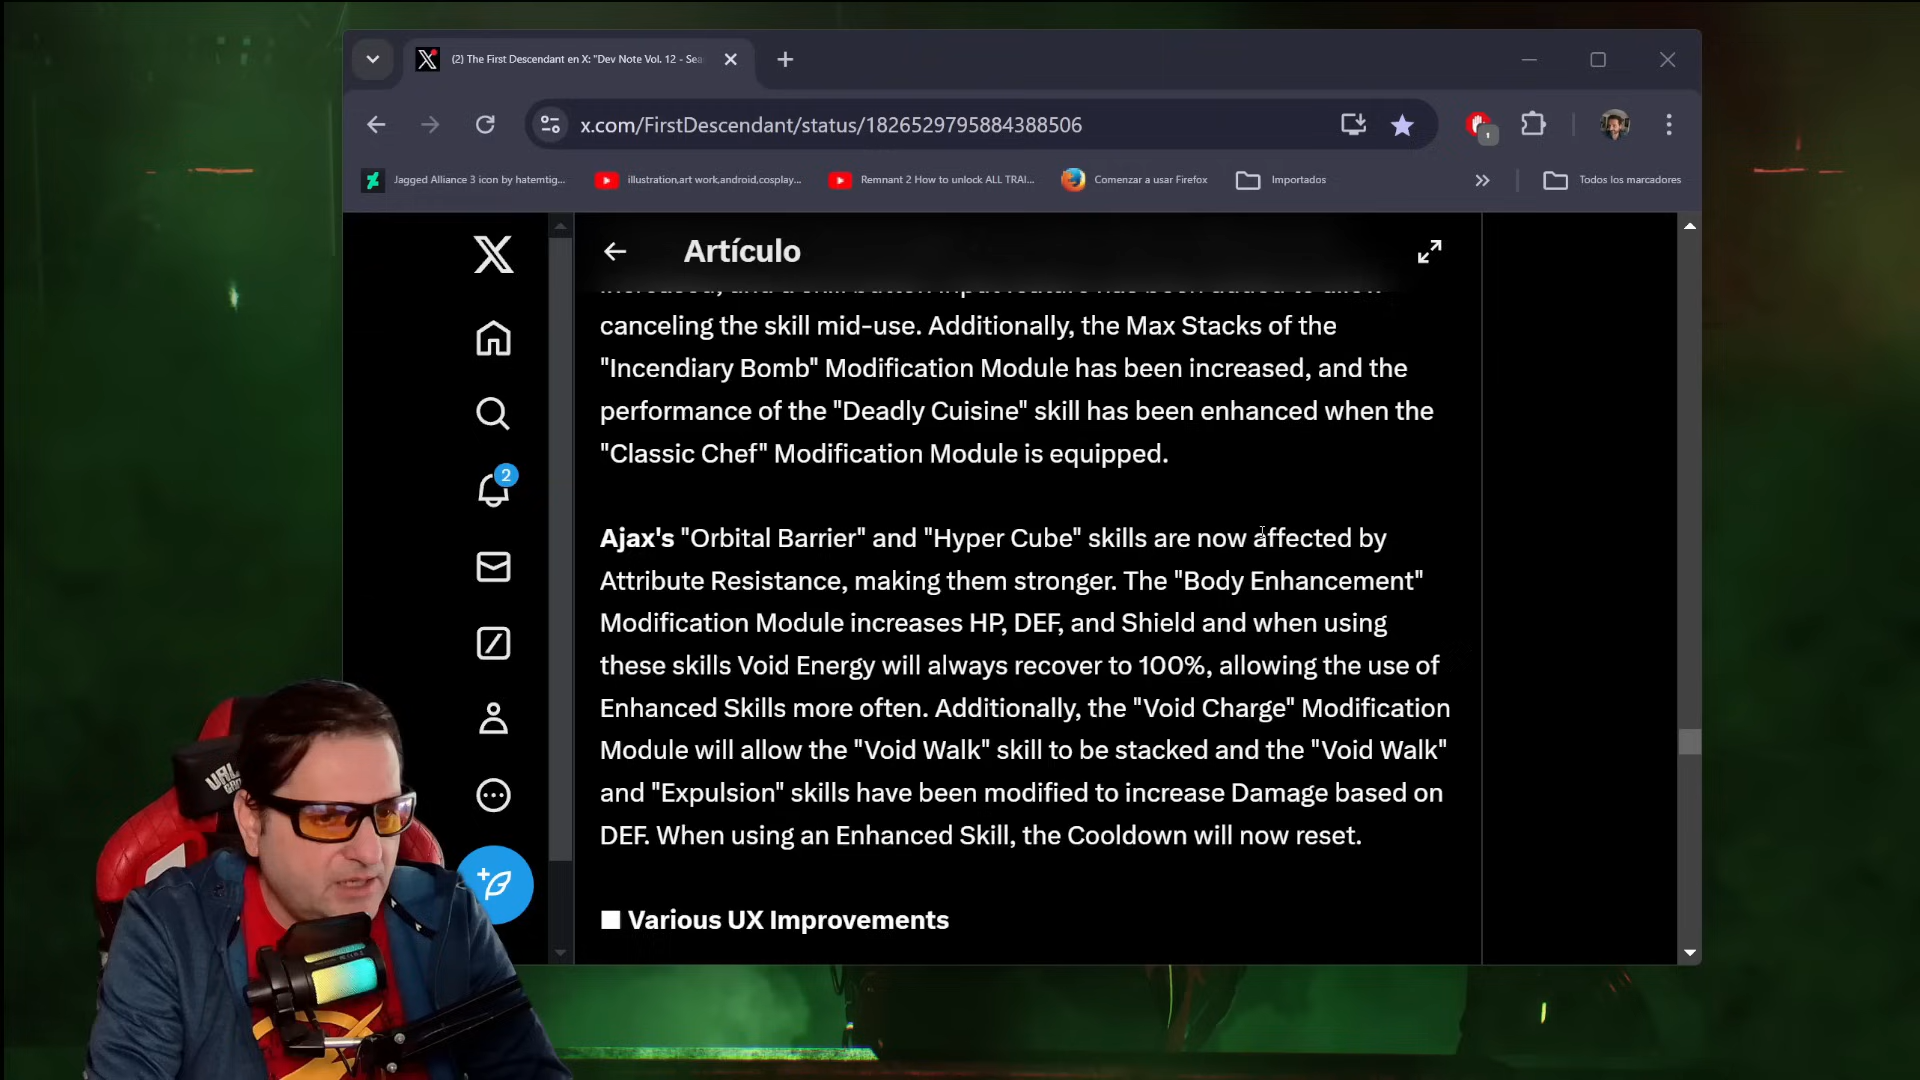 (2) The First Descendant en X: "Dev Note Vol. 12 - Sea
x.com/FirstDescendant/status/1826529795884388506
1
Jagged Alliance 3 icon by hatemtig...
illustration,art work,android,cosplay...
Remnant 2 How to unlock ALL TRAI...
Comenzar a usar Firefox
Importados
Todos los marcadores
Artículo
canceling the skill mid-use. Additionally, the Max Stacks of the
"Incendiary Bomb" Modification Module has been increased, and the
performance of the "Deadly Cuisine" skill has been enhanced when the
"Classic Chef" Modification Module is equipped.
2
Ajax's "Orbital Barrier" and "Hyper Cube" skills are now affected by
Attribute Resistance, making them stronger. The "Body Enhancement"
Modification Module increases HP, DEF, and Shield and when using
these skills Void Energy will always recover to 100%, allowing the use of
Enhanced Skills more often. Additionally, the "Void Charge" Modification
Module will allow the "Void Walk" skill to be stacked and the "Void Walk"
and "Expulsion" skills have been modified to increase Damage based on
DEF. When using an Enhanced Skill, the Cooldown will now reset.
■ Various UX Improvements